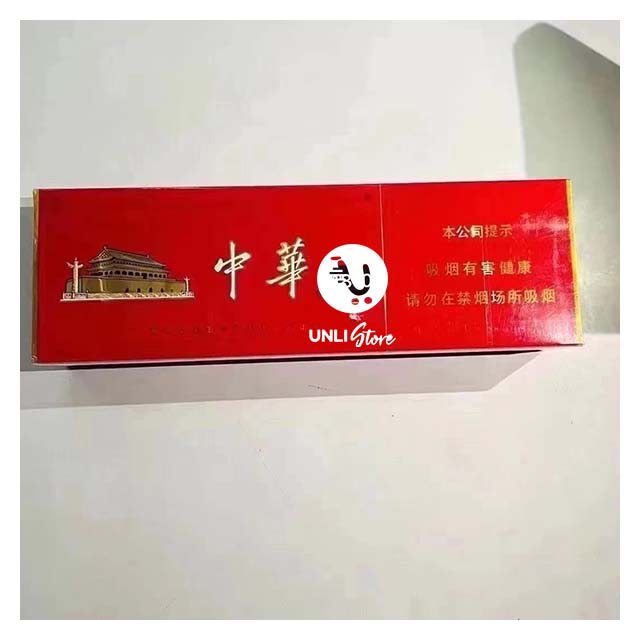 中華
本公司提示
吸烟有害健康
请勿在禁烟场所吸烟
UNLI Store